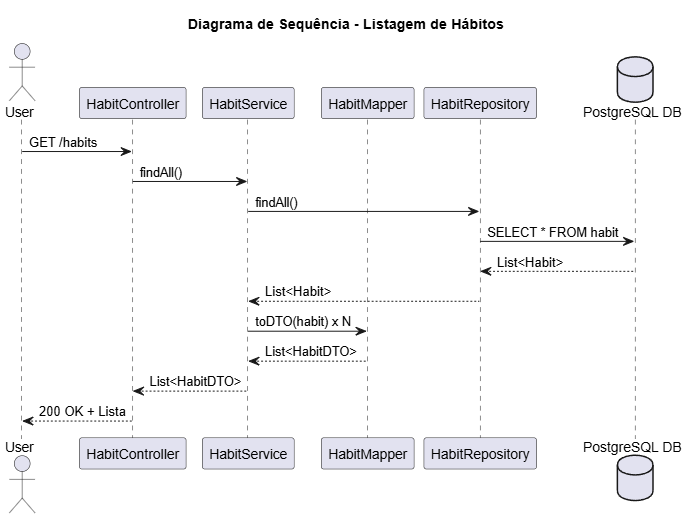 Diagrama de Sequência - Listagem de Hábitos
User
HabitController
HabitService
HabitMapper
HabitRepository
PostgreSQL DB
GET /habits
findAll()
findAll()
SELECT * FROM habit
List<Habit>
List<Habit>
toDTO(habit) x N
List<HabitDTO>
List<HabitDTO>
200 OK + Lista
User
HabitController
HabitService
HabitMapper
HabitRepository
PostgreSQL DB